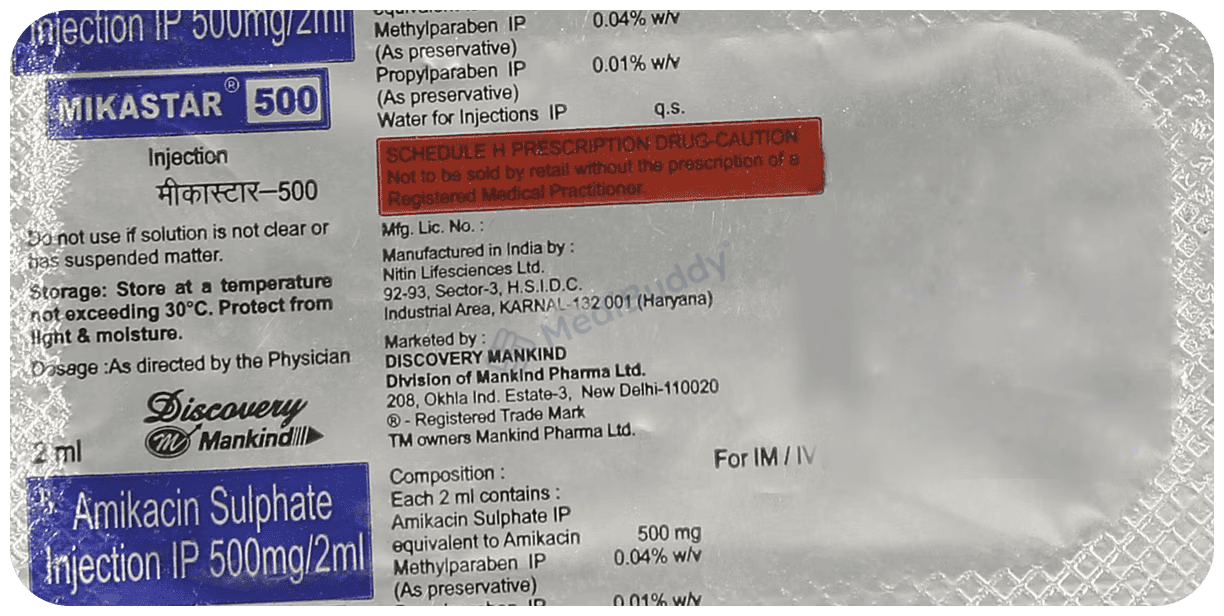 Injection IP 500mg/2ml
MIKASTAR® 500
Injection
मीकास्टार–500
Do not use if solution is not clear or
has suspended matter.
Storage: Store at a temperature
not exceeding 30°C. Protect from
light & moisture.
Dosage :As directed by the Physician
Discovery
m Mankind
2 ml
Amikacin Sulphate
Injection IP 500mg/2ml
Methylparaben IP 0.04% w/v
(As preservative)
Propylparaben IP 0.01% w/v
(As preservative)
Water for Injections IP q.s.
SCHEDULE H PRESCRIPTION DRUG-CAUTION
Not to be sold by retail without the prescription of a
Registered Medical Practitioner.
Mfg. Lic. No. :
Manufactured in India by :
Nitin Lifesciences Ltd.
92-93, Sector-3, H.S.I.D.C.
Industrial Area, KARNAL-132 001 (Haryana)
Marketed by :
DISCOVERY MANKIND
Division of Mankind Pharma Ltd.
208, Okhla Ind. Estate-3, New Delhi-110020
® - Registered Trade Mark
TM owners Mankind Pharma Ltd.
For IM / IV
Composition :
Each 2 ml contains :
Amikacin Sulphate IP
equivalent to Amikacin 500 mg
Methylparaben IP 0.04% w/v
(As preservative)
IP 0.01% w/v
MediBuddy